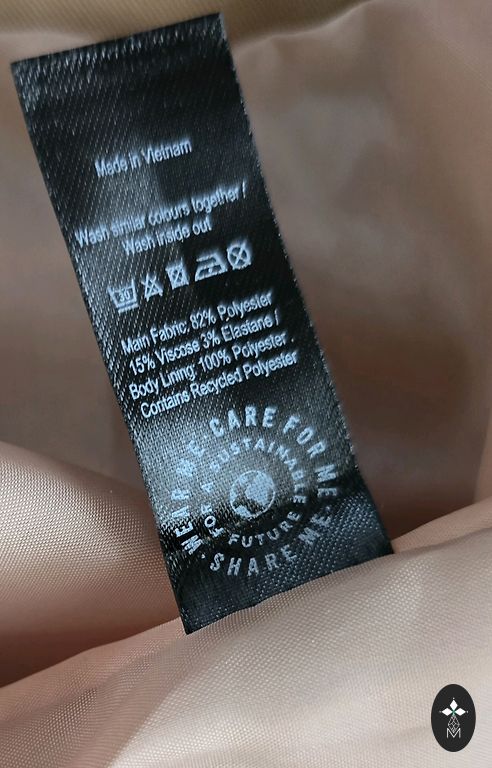 Made in Vietnam
Wash similar colours together /
Wash inside out
30
Main Fabric: 82% Polyester
15% Viscose 3% Elastane /
Body Lining: 100% Polyester .
Contains Recycled Polyester
WEAR ME · CARE FOR ME · SHARE ME ·
FOR A SUSTAINABLE FUTURE
M